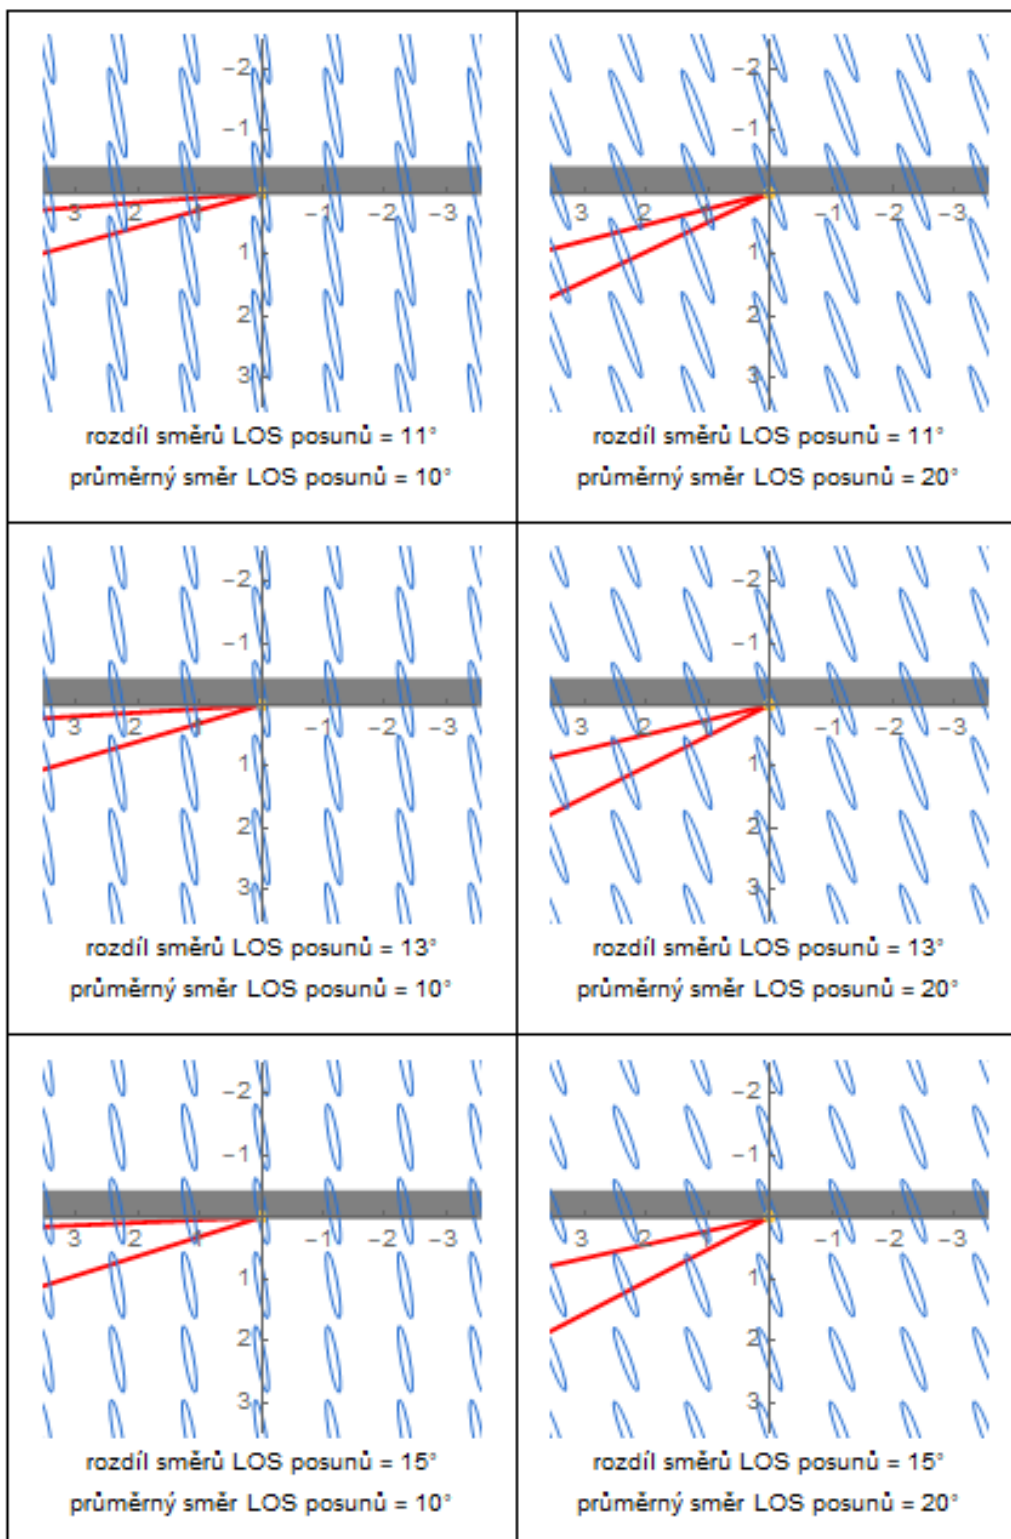 -2
-1
3 2 1 -1 -2 -3
1
2
3
rozdíl směrů LOS posunů = 11°
průměrný směr LOS posunů = 10°
-2
-1
3 2 1 -1 -2 -3
1
2
3
rozdíl směrů LOS posunů = 11°
průměrný směr LOS posunů = 20°
-2
-1
3 2 1 -1 -2 -3
1
2
3
rozdíl směrů LOS posunů = 13°
průměrný směr LOS posunů = 10°
-2
-1
3 2 1 -1 -2 -3
1
2
3
rozdíl směrů LOS posunů = 13°
průměrný směr LOS posunů = 20°
-2
-1
3 2 1 -1 -2 -3
1
2
3
rozdíl směrů LOS posunů = 15°
průměrný směr LOS posunů = 10°
-2
-1
3 2 1 -1 -2 -3
1
2
3
rozdíl směrů LOS posunů = 15°
průměrný směr LOS posunů = 20°